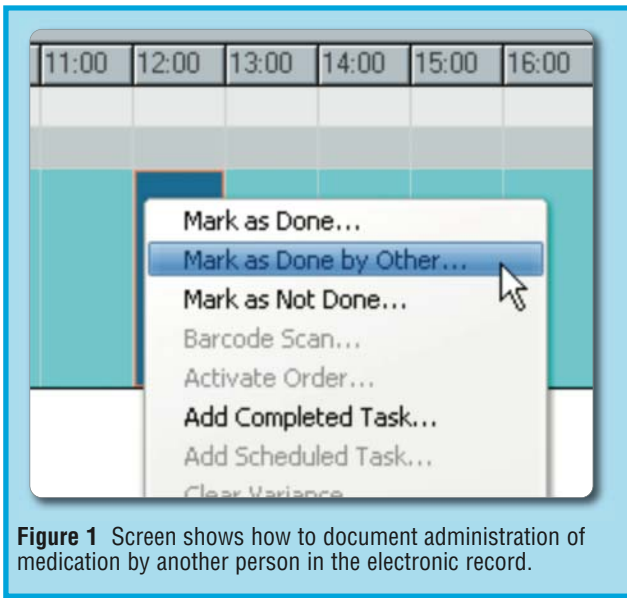 11:00 12:00 13:00 14:00 15:00 16:00
Mark as Done...
Mark as Done by Other...
Mark as Not Done...
Barcode Scan...
Activate Order...
Add Completed Task...
Add Scheduled Task...
Clear Variance
Figure 1 Screen shows how to document administration of
medication by another person in the electronic record.